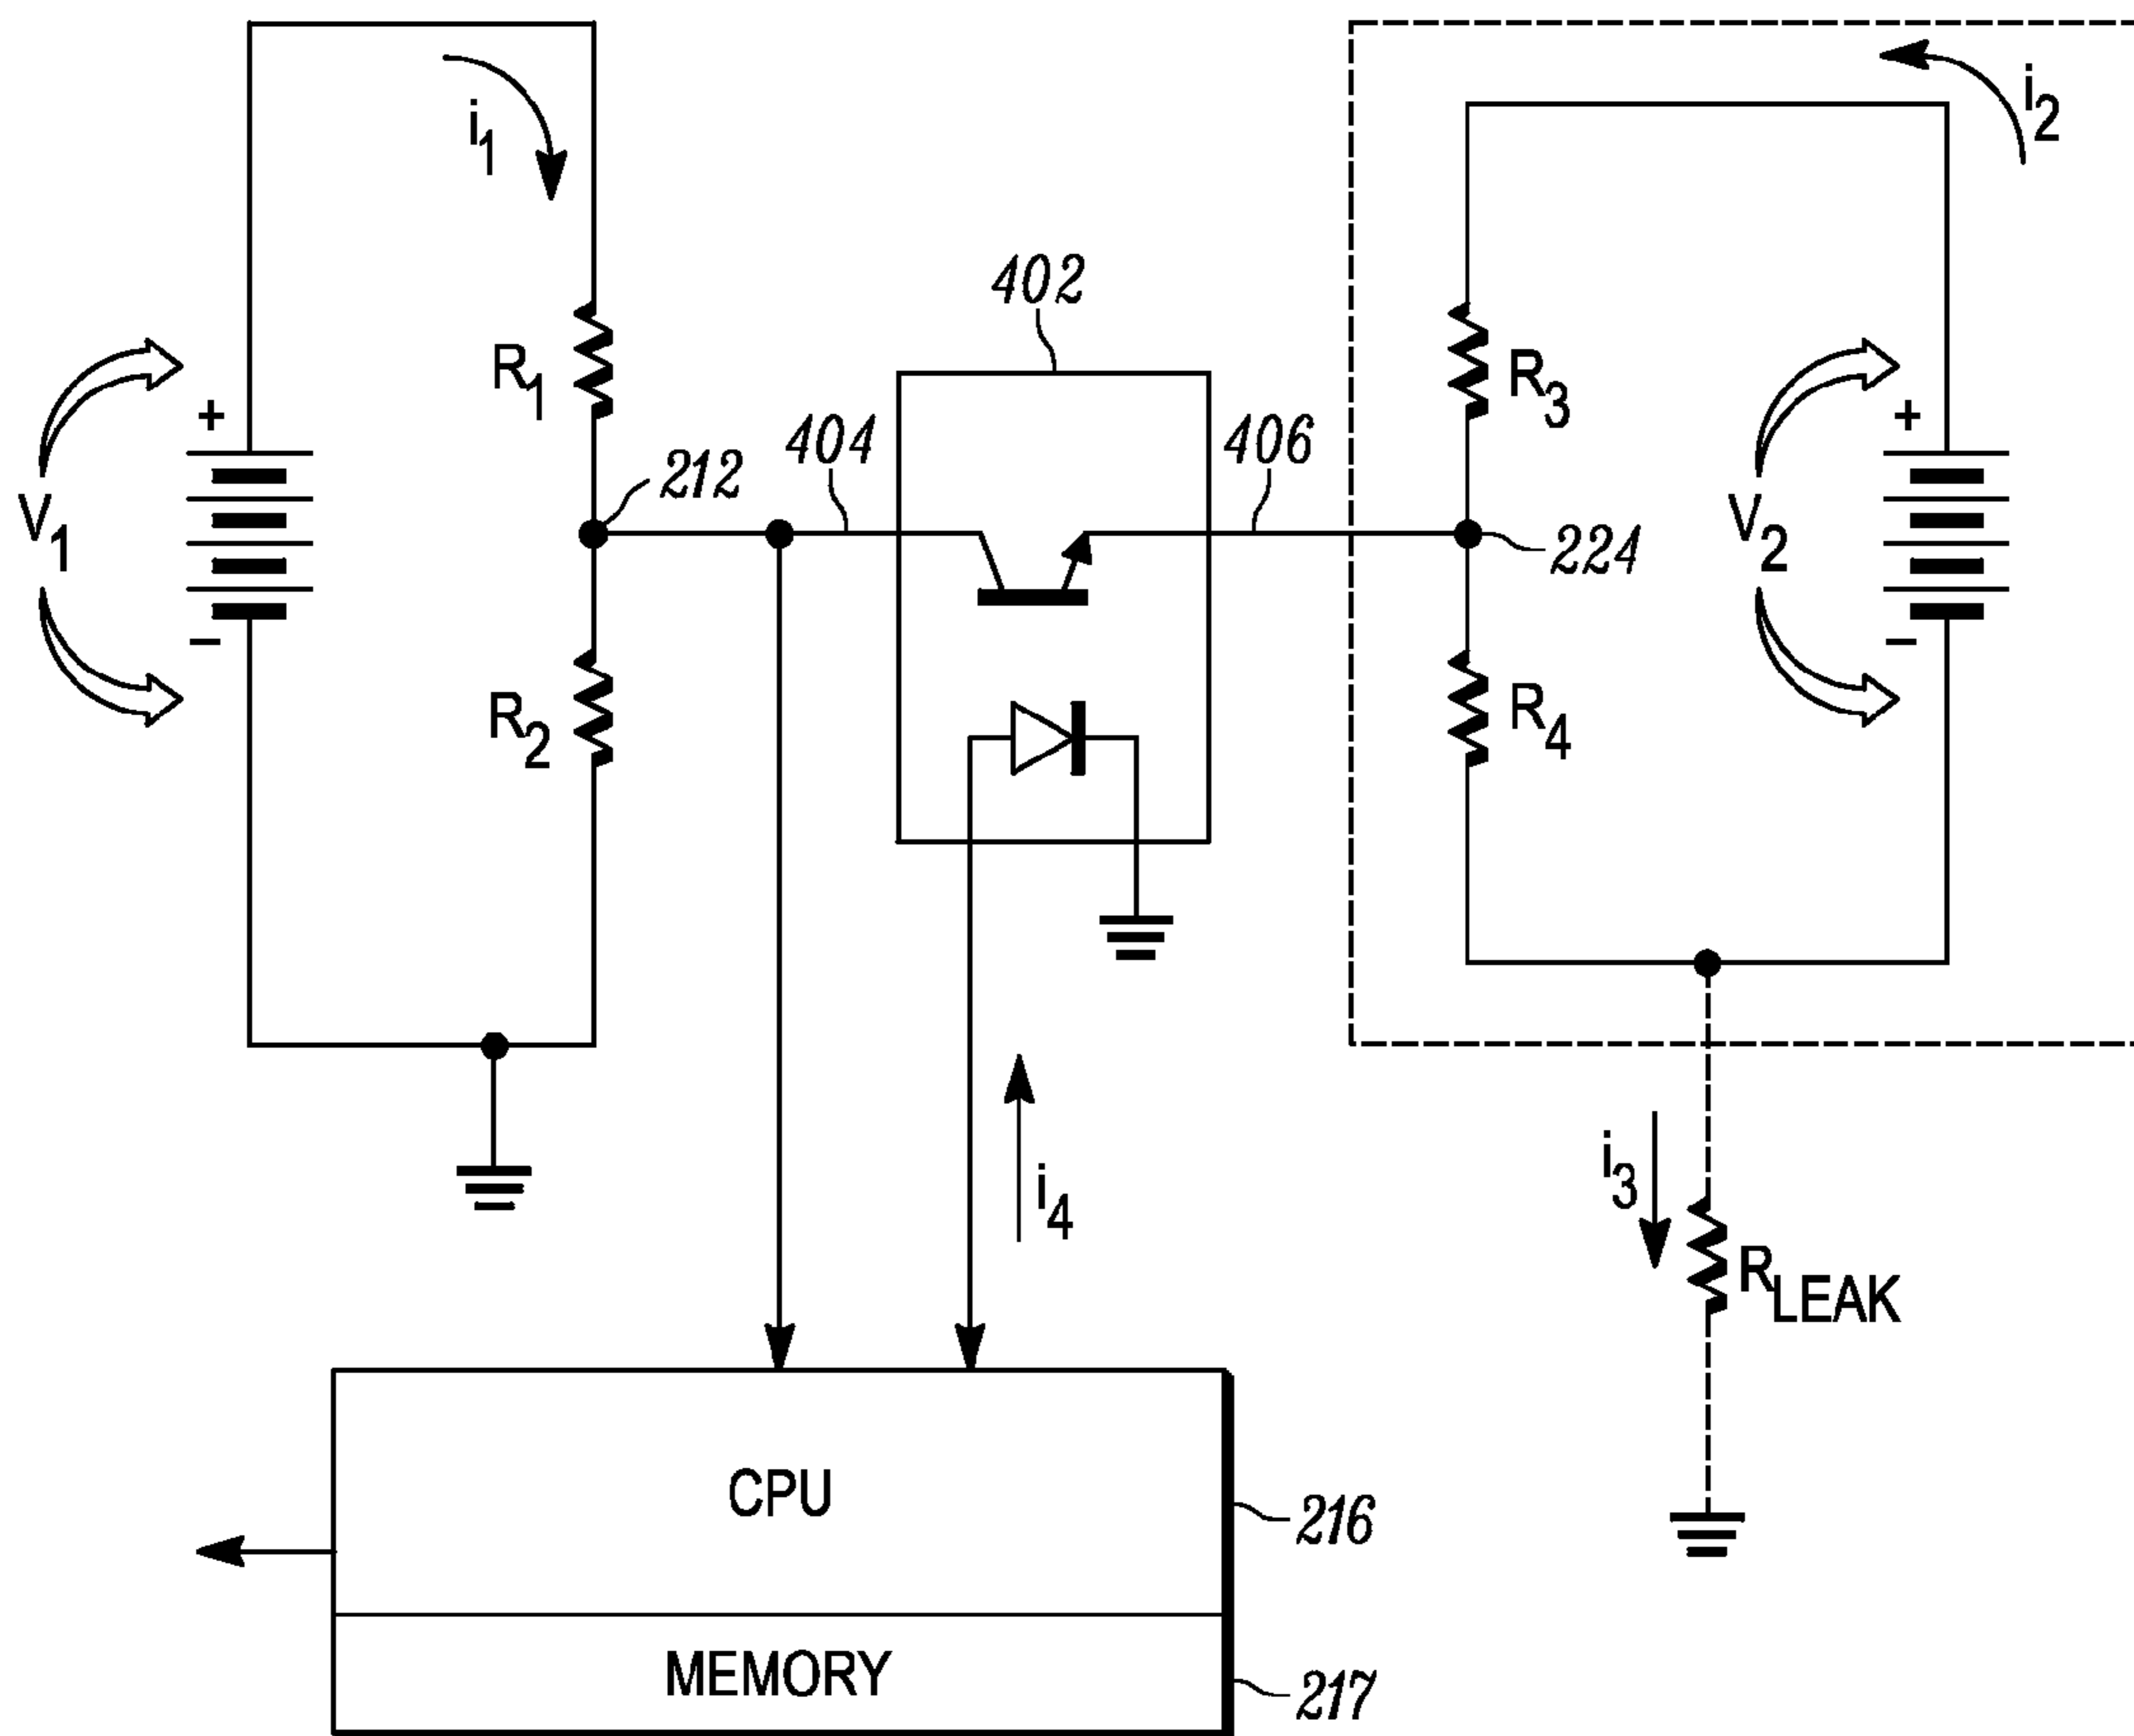 i1
i2
402
R1
R3
+
+
404
406
212
V1
224
V2
−
−
R2
R4
i3
i4
RLEAK
CPU
216
MEMORY
217